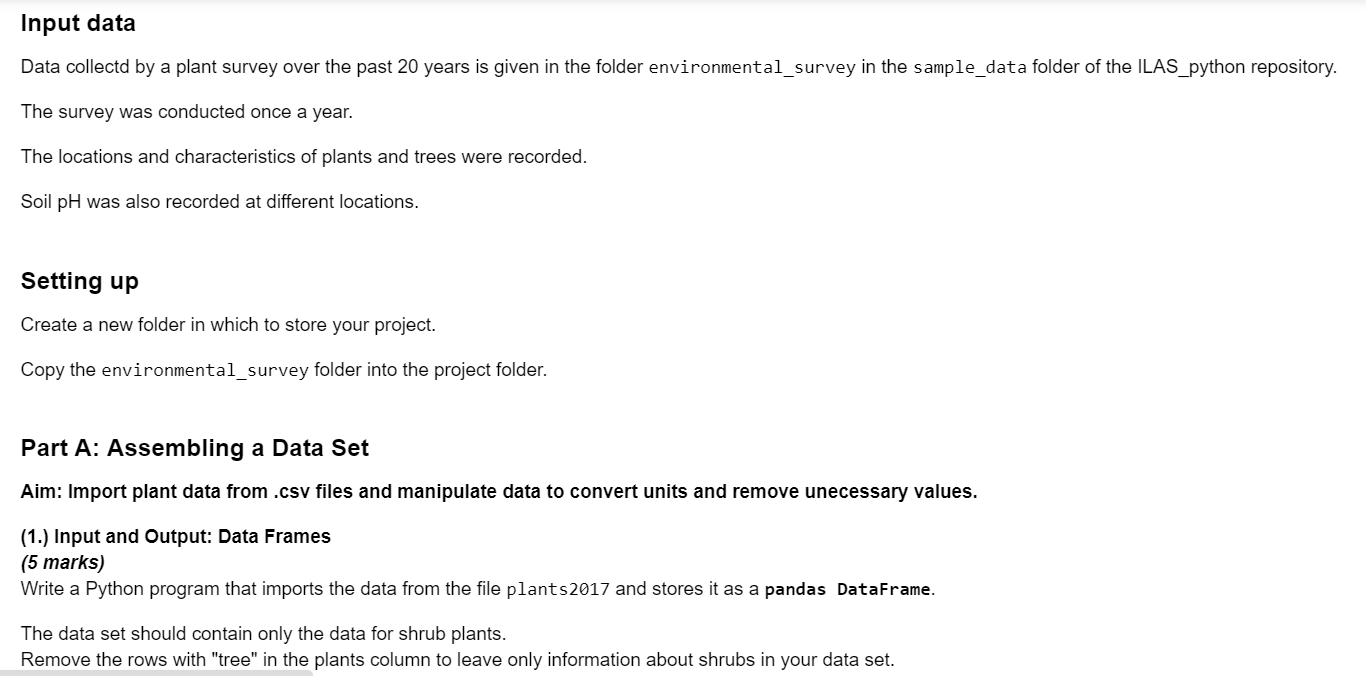 Input data
Data collectd by a plant survey over the past 20 years is given in the folder environmental_survey in the sample_data folder of the ILAS_python repository.
The survey was conducted once a year.
The locations and characteristics of plants and trees were recorded.
Soil pH was also recorded at different locations.
Setting up
Create a new folder in which to store your project.
Copy the environmental_survey folder into the project folder.
Part A: Assembling a Data Set
Aim: Import plant data from .csv files and manipulate data to convert units and remove unecessary values.
(1.) Input and Output: Data Frames
(5 marks)
Write a Python program that imports the data from the file plants2017 and stores it as a pandas DataFrame.
The data set should contain only the data for shrub plants.
Remove the rows with "tree" in the plants column to leave only information about shrubs in your data set.